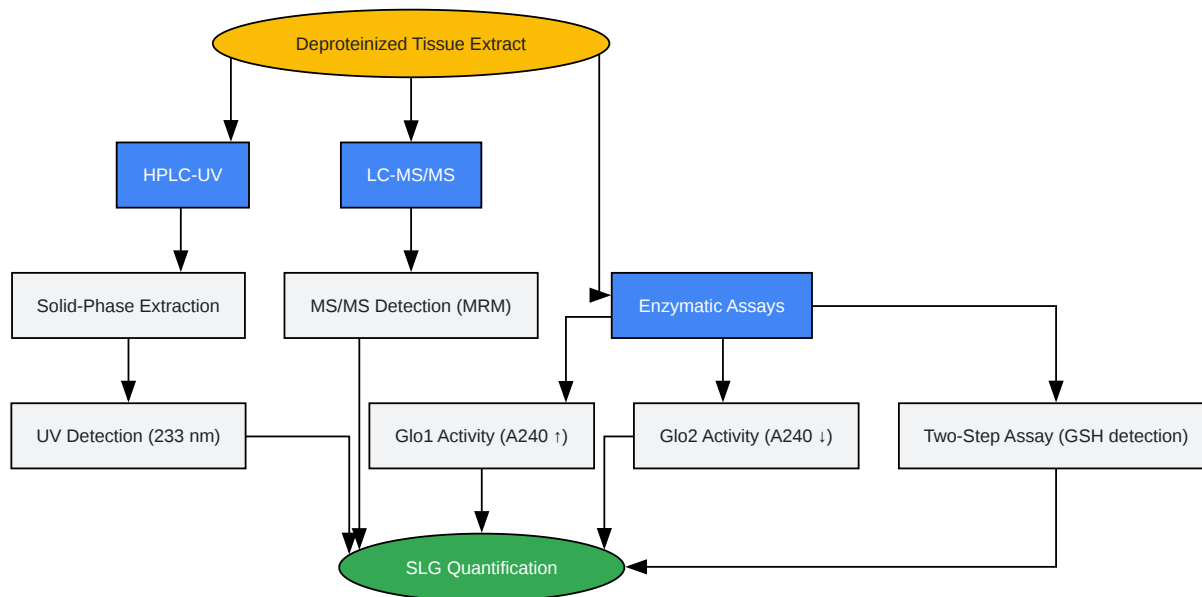 Deproteinized Tissue Extract
HPLC-UV
LC-MS/MS
Solid-Phase Extraction
MS/MS Detection (MRM)
Enzymatic Assays
UV Detection (233 nm)
Glo1 Activity (A240 ↑)
Glo2 Activity (A240 ↓)
Two-Step Assay (GSH detection)
SLG Quantification